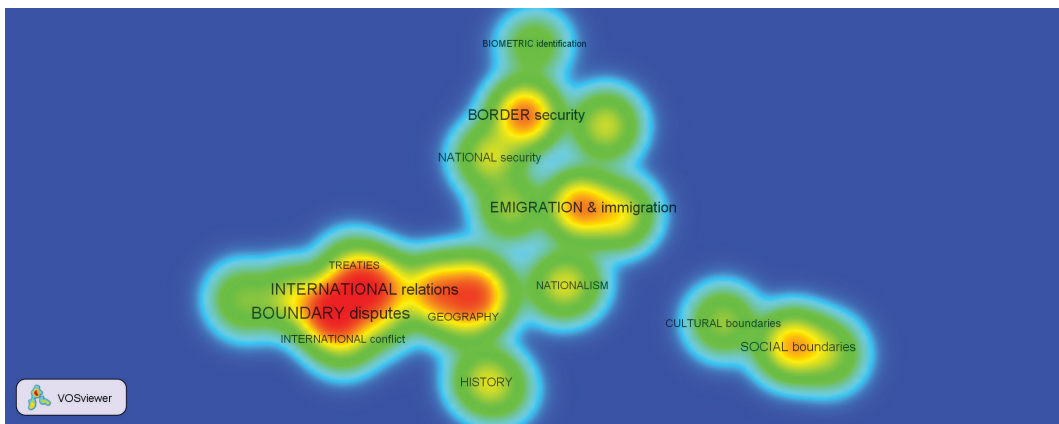 BIOMETRIC identification
BORDER security
NATIONAL security
EMIGRATION & immigration
TREATIES
INTERNATIONAL relations
NATIONALISM
BOUNDARY disputes
GEOGRAPHY
CULTURAL boundaries
INTERNATIONAL conflict
SOCIAL boundaries
HISTORY
VOSviewer